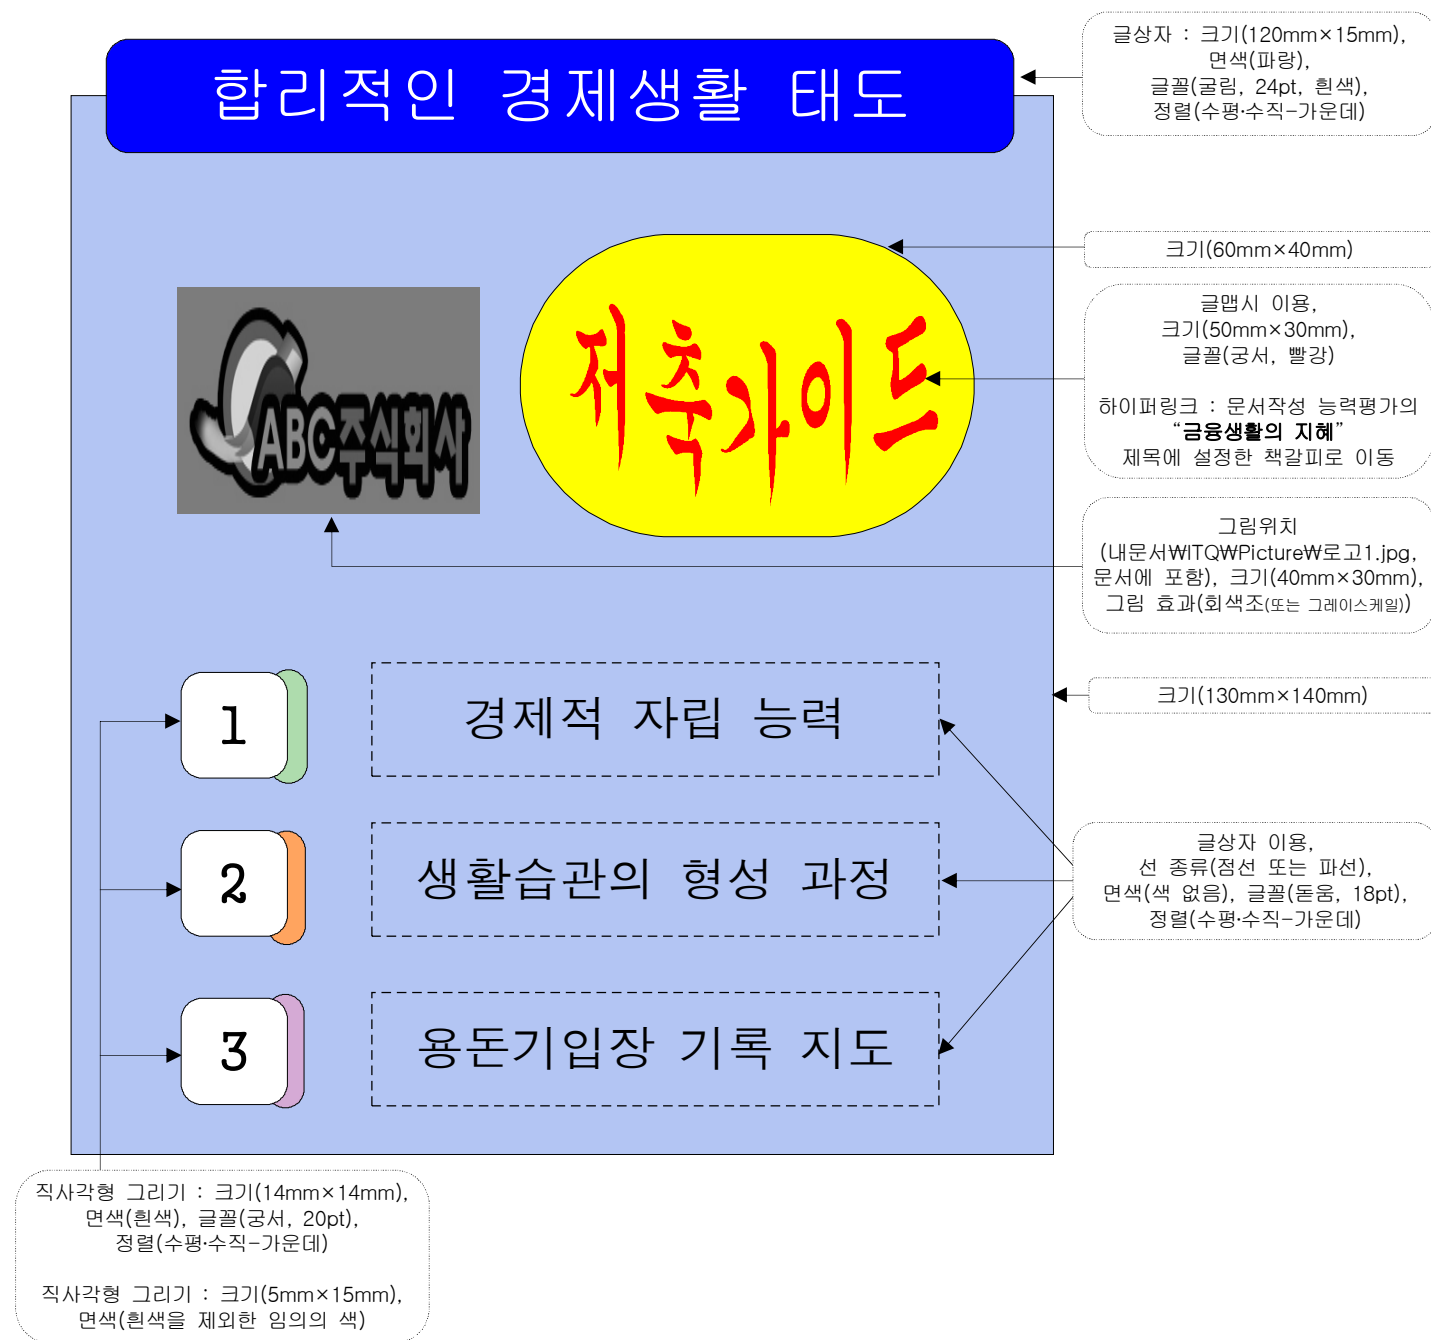 합리적인 경제생활 태도
글상자 : 크기(120mm×15mm),
면색(파랑),
글꼴(굴림, 24pt, 흰색),
정렬(수평·수직-가운데)
크기(60mm×40mm)
저축가이드
글맵시 이용,
크기(50mm×30mm),
글꼴(궁서, 빨강)
하이퍼링크 : 문서작성 능력평가의
“금융생활의 지혜”
제목에 설정한 책갈피로 이동
ABC주식회사
그림위치
(내문서₩ITQ₩Picture₩로고1.jpg,
문서에 포함), 크기(40mm×30mm),
그림 효과(회색조(또는 그레이스케일))
크기(130mm×140mm)
1
경제적 자립 능력
2
생활습관의 형성 과정
글상자 이용,
선 종류(점선 또는 파선),
면색(색 없음), 글꼴(돋움, 18pt),
정렬(수평·수직-가운데)
3
용돈기입장 기록 지도
직사각형 그리기 : 크기(14mm×14mm),
면색(흰색), 글꼴(궁서, 20pt),
정렬(수평·수직-가운데)
직사각형 그리기 : 크기(5mm×15mm),
면색(흰색을 제외한 임의의 색)